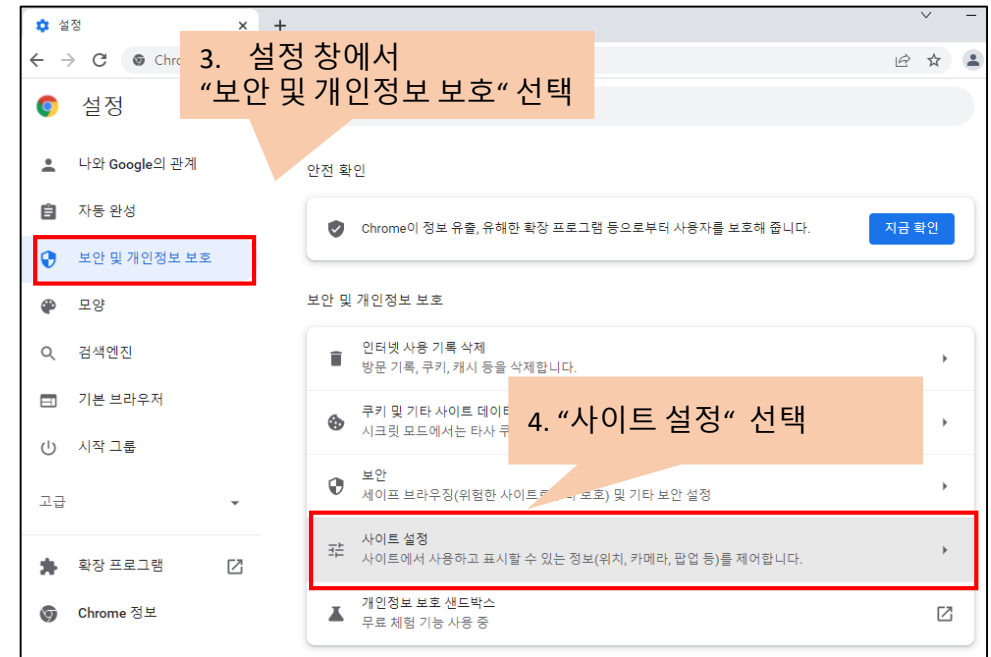 설정
Chr
3. 설정 창에서
“보안 및 개인정보 보호“ 선택
설정
나와 Google의 관계
자동 완성
보안 및 개인정보 보호
모양
검색엔진
기본 브라우저
시작 그룹
고급
확장 프로그램
Chrome 정보
안전 확인
Chrome이 정보 유출, 유해한 확장 프로그램 등으로부터 사용자를 보호해 줍니다.
지금 확인
보안 및 개인정보 보호
인터넷 사용 기록 삭제
방문 기록, 쿠키, 캐시 등을 삭제합니다.
쿠키 및 기타 사이트
시크릿 모드에서는 타사
4. “사이트 설정“ 선택
보안
세이프 브라우징(위험한 보호) 및 기타 보안 설정
사이트 설정
사이트에서 사용하고 표시할 수 있는 정보(위치, 카메라, 팝업 등)를 제어합니다.
개인정보 보호 샌드박스
무료 체험 기능 사용 중